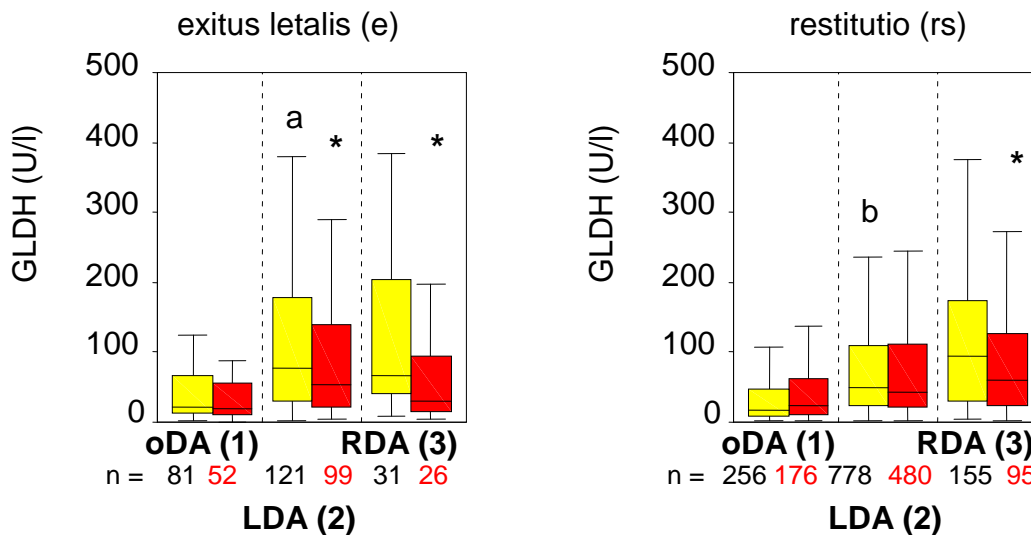 exitus letalis (e)
restitutio (rs)
GLDH (U/l)
500
400
300
200
100
0
a
*
*
oDA (1)
RDA (3)
n = 81 52 121 99 31 26
LDA (2)
GLDH (U/l)
500
400
300
200
100
0
b
*
oDA (1)
RDA (3)
n = 256 176 778 480 155 95
LDA (2)